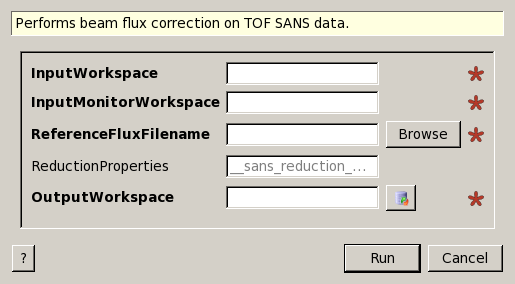 Performs beam flux correction on TOF SANS data.
InputWorkspace
InputMonitorWorkspace
ReferenceFluxFilename Browse
ReductionProperties __sans_reduction_...
OutputWorkspace
? Run Cancel